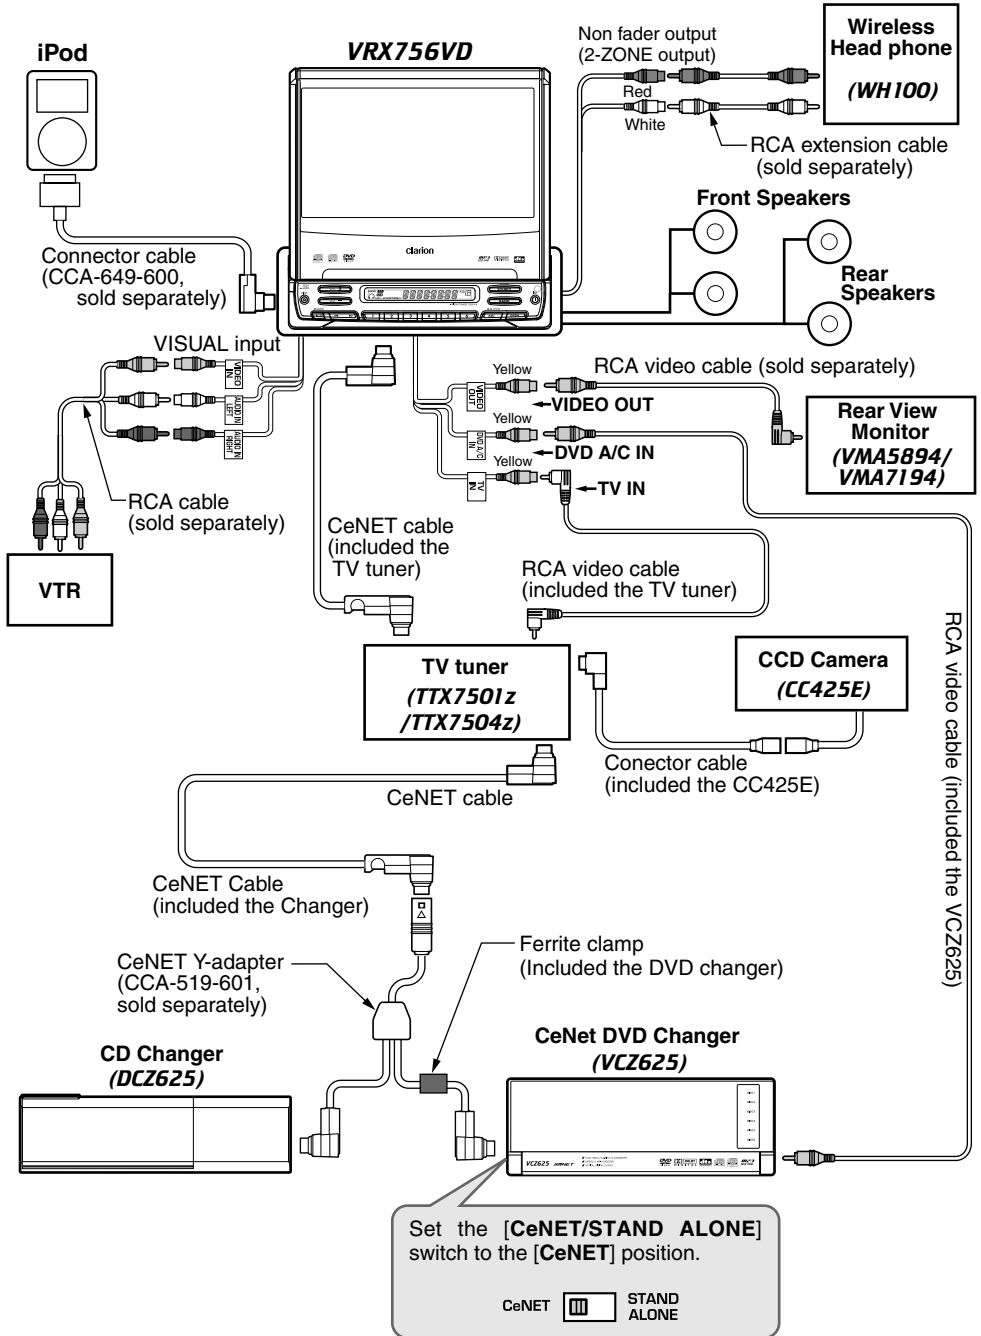 iPod
VRX756VD
Non fader output
(2-ZONE output)
Wireless
Head phone
(WH100)
Red
White
RCA extension cable
(sold separately)
Front Speakers
Rear
Speakers
clarion
Connector cable
(CCA-649-600,
sold separately)
VISUAL input
VIDEO
IN
AUDIO IN
LEFT
AUDIO IN
RIGHT
RCA cable
(sold separately)
VTR
Yellow
VIDEO
OUT
VIDEO OUT
RCA video cable (sold separately)
Yellow
DVD A/C
IN
DVD A/C IN
Yellow
TV
IN
TV IN
Rear View
Monitor
(VMA5894/
VMA7194)
CeNET cable
(included the
TV tuner)
RCA video cable
(included the TV tuner)
TV tuner
(TTX7501z
/TTX7504z)
CCD Camera
(CC425E)
Conector cable
(included the CC425E)
RCA video cable (included the VCZ625)
CeNET cable
CeNET Cable
(included the Changer)
CeNET Y-adapter
(CCA-519-601,
sold separately)
Ferrite clamp
(Included the DVD changer)
CD Changer
(DCZ625)
CeNet DVD Changer
(VCZ625)
VCZ625
Set the [CeNET/STAND ALONE]
switch to the [CeNET] position.
CeNET
STAND
ALONE